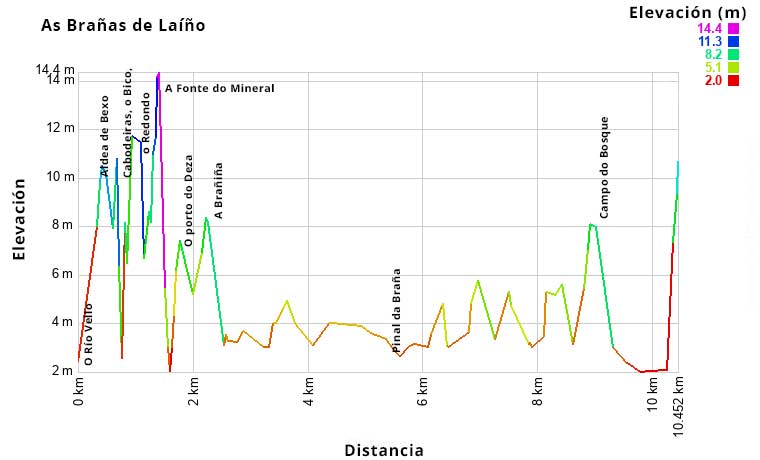 Elevación (m)
As Brañas de Laíño
14.4
11.3
8.2
5.1
2.0
14.4 m
14 m
12 m
10 m
8 m
6 m
4 m
2 m
Elevación
O Río Vello
Aldea de Bexo
Cabodeiras, o Bico,
o Redondo
A Fonte do Mineral
O porto do Deza
A Brañiña
Pinal da Braña
Campo do Bosque
0 km
2 km
4 km
6 km
8 km
10 km
10.452 km
Distancia